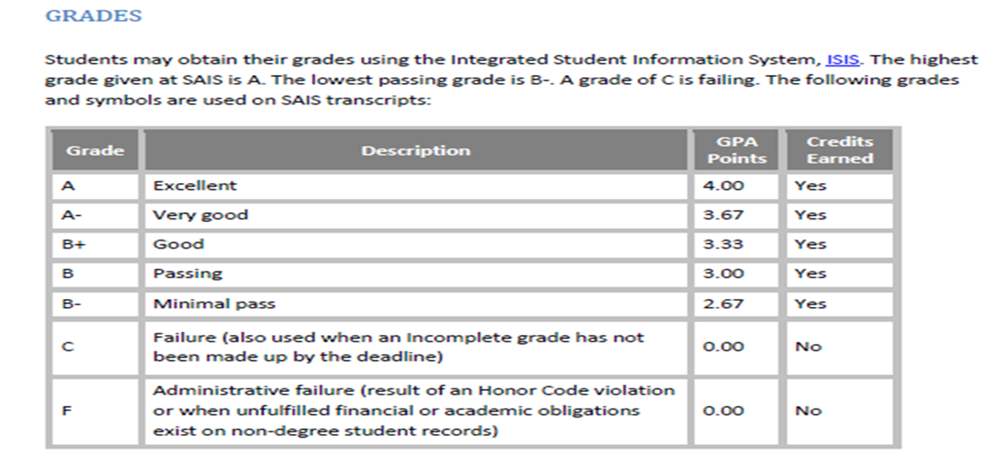 GRADES
Students may obtain their grades using the Integrated Student Information System, ISIS. The highest
grade given at SAIS is A. The lowest passing grade is B-. A grade of C is failing. The following grades
and symbols are used on SAIS transcripts:
Grade Description GPA Points Credits Earned
A Excellent 4.00 Yes
A- Very good 3.67 Yes
B+ Good 3.33 Yes
B Passing 3.00 Yes
B- Minimal pass 2.67 Yes
C Failure (also used when an Incomplete grade has not
been made up by the deadline) 0.00 No
F Administrative failure (result of an Honor Code violation
or when unfulfilled financial or academic obligations
exist on non-degree student records) 0.00 No